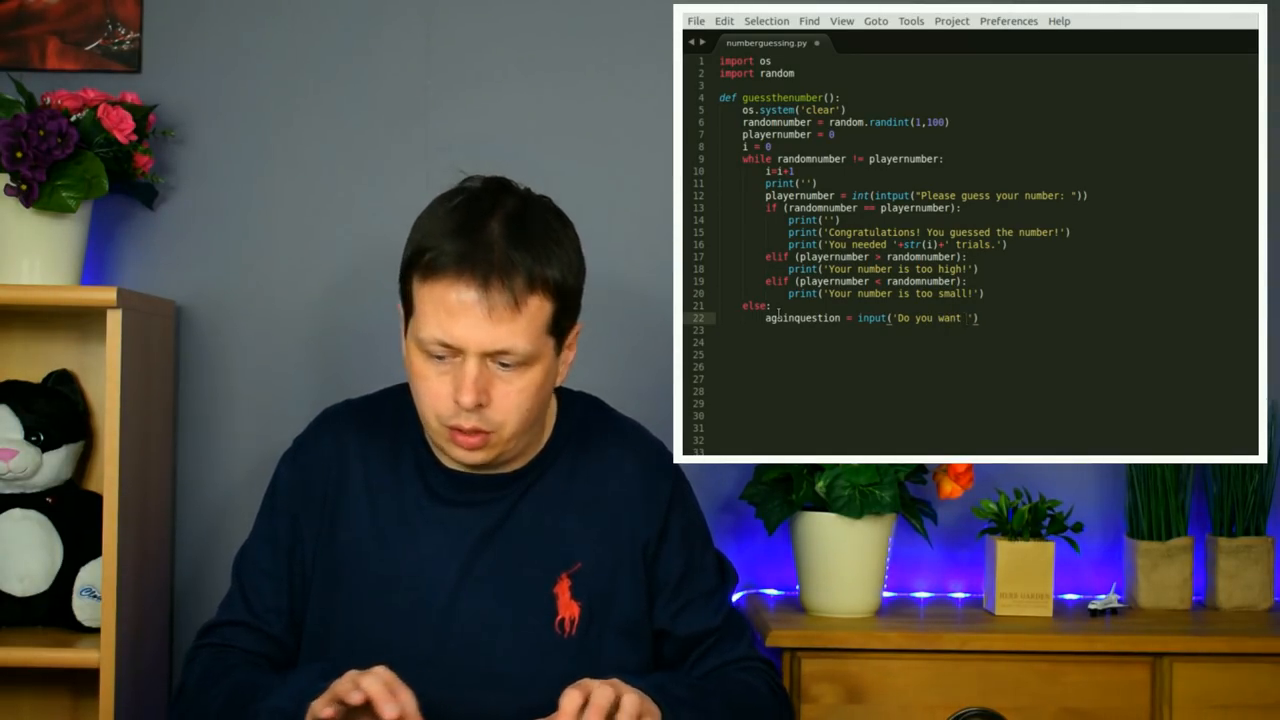 File Edit Selection Find View Goto Tools Project Preferences Help
numberguessing.py
1 import os
2 import random
3
4 def guessthenumber():
5 os.system('clear')
6 randomnumber = random.randint(1,100)
7 playernumber = 0
8 i = 0
9 while randomnumber != playernumber:
10 i=i+1
11 print('')
12 playernumber = int(intput("Please guess your number: "))
13 if (randomnumber == playernumber):
14 print('')
15 print('Congratulations! You guessed the number!')
16 print('You needed '+str(i)+' trials.')
17 elif (playernumber > randomnumber):
18 print('Your number is too high!')
19 elif (playernumber < randomnumber):
20 print('Your number is too small!')
21 else:
22 againquestion = input('Do you want ')
23
24
25
26
27
28
29
30
31
32
33
HERB GARDEN